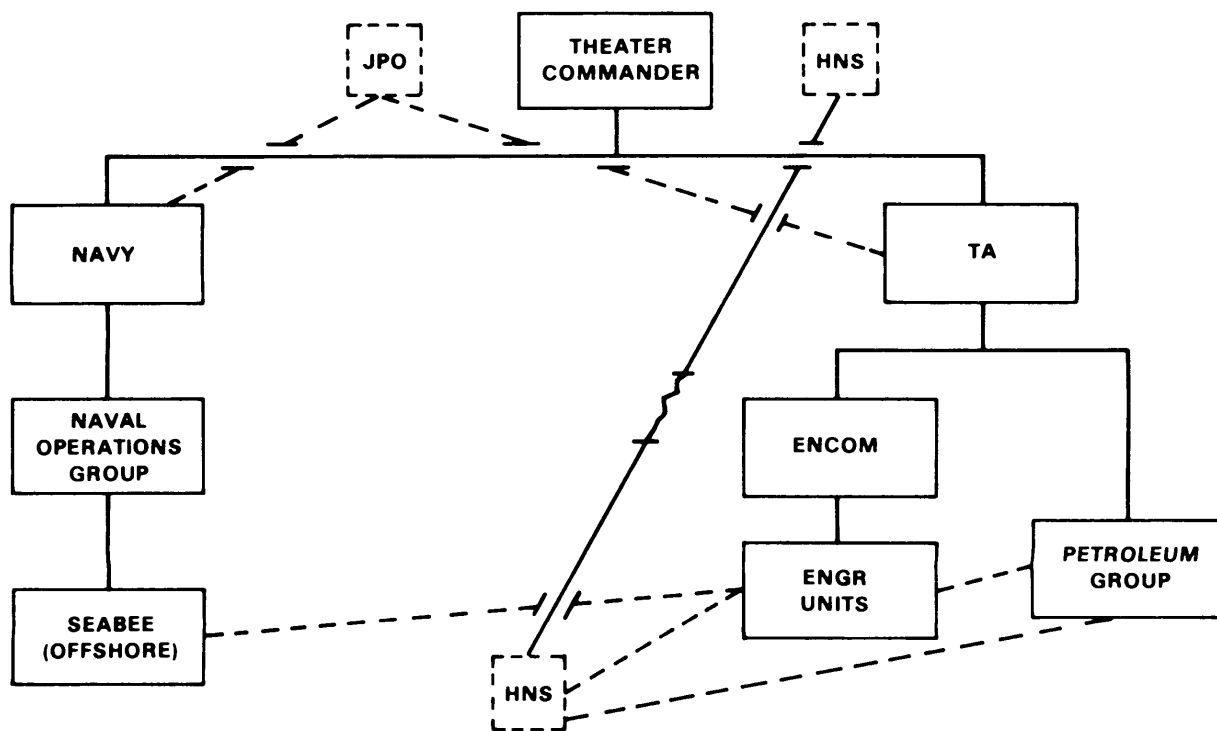 JPO
THEATER
COMMANDER
HNS
NAVY
TA
NAVAL
OPERATIONS
GROUP
ENCOM
SEABEE
(OFFSHORE)
ENGR
UNITS
PETROLEUM
GROUP
HNS